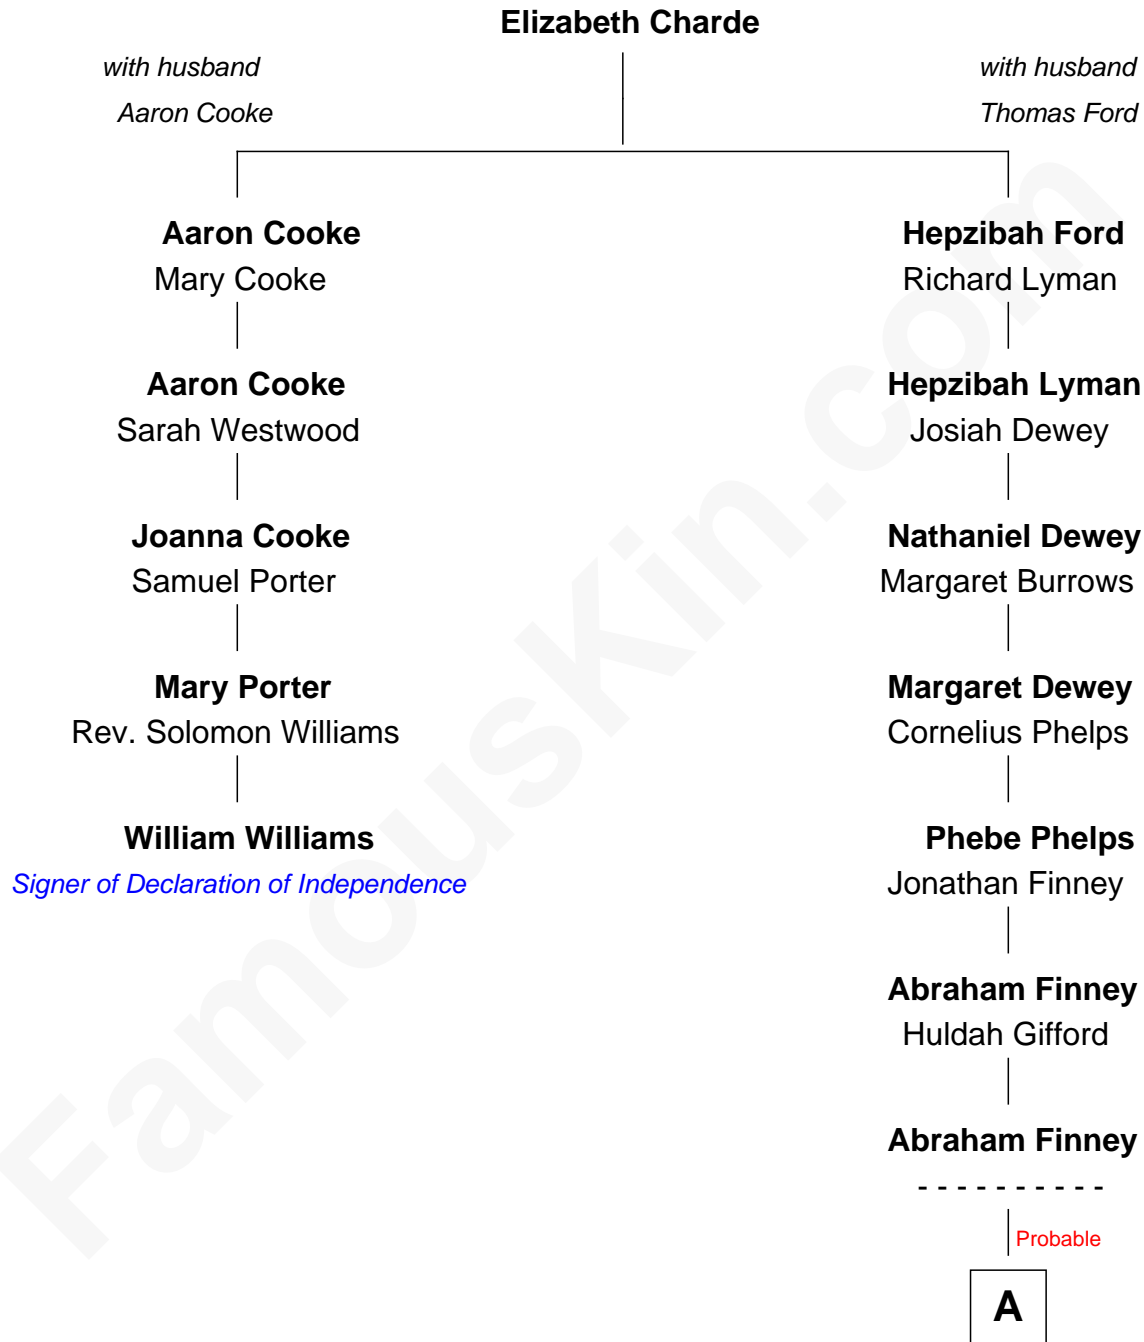 Elizabeth Charde
with husband
Aaron Cooke
with husband
Thomas Ford
Aaron Cooke
Mary Cooke
Hepzibah Ford
Richard Lyman
Aaron Cooke
Sarah Westwood
Hepzibah Lyman
Josiah Dewey
Joanna Cooke
Samuel Porter
Nathaniel Dewey
Margaret Burrows
Mary Porter
Rev. Solomon Williams
Margaret Dewey
Cornelius Phelps
William Williams
Signer of Declaration of Independence
Phebe Phelps
Jonathan Finney
Abraham Finney
Huldah Gifford
Abraham Finney
- - - - - - - - - -
Probable
A
FamousKin.com